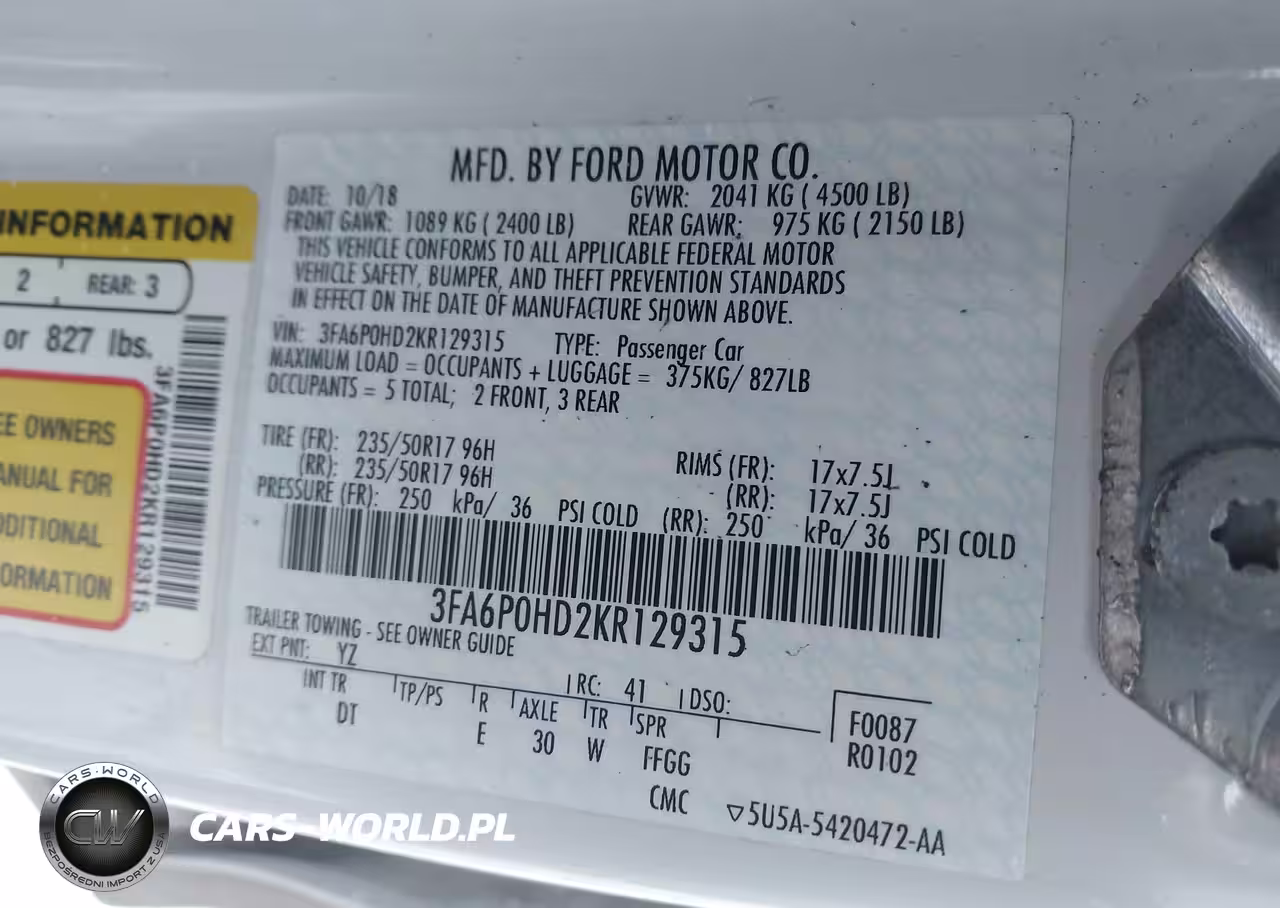 MFD. BY FORD MOTOR CO.
DATE: 10/18 GVWR: 2041 KG ( 4500 LB)
FRONT GAWR: 1089 KG ( 2400 LB) REAR GAWR: 975 KG ( 2150 LB)
THIS VEHICLE CONFORMS TO ALL APPLICABLE FEDERAL MOTOR
VEHICLE SAFETY, BUMPER, AND THEFT PREVENTION STANDARDS
IN EFFECT ON THE DATE OF MANUFACTURE SHOWN ABOVE.
VIN: 3FA6P0HD2KR129315 TYPE: Passenger Car
MAXIMUM LOAD = OCCUPANTS + LUGGAGE = 375KG/ 827LB
OCCUPANTS = 5 TOTAL; 2 FRONT, 3 REAR
TIRE (FR): 235/50R17 96H RIMS (FR): 17x7.5J
(RR): 235/50R17 96H (RR): 17x7.5J
PRESSURE (FR): 250 kPa/ 36 PSI COLD (RR): 250 kPa/ 36 PSI COLD
3FA6P0HD2KR129315
TRAILER TOWING - SEE OWNER GUIDE
EXT PNT: YZ RC: 41 DSO:
INT TR TP/PS R AXLE TR SPR F0087
DT E 30 W FFGG R0102
CMC ▽5U5A-5420472-AA
INFORMATION
2 REAR: 3
or 827 lbs.
3FA6P0HD2KR129315
EE OWNERS
ANUAL FOR
DDITIONAL
ORMATION
CARS-WORLD
CW
BEZPOŚREDNI IMPORT Z USA
CARS-WORLD.PL